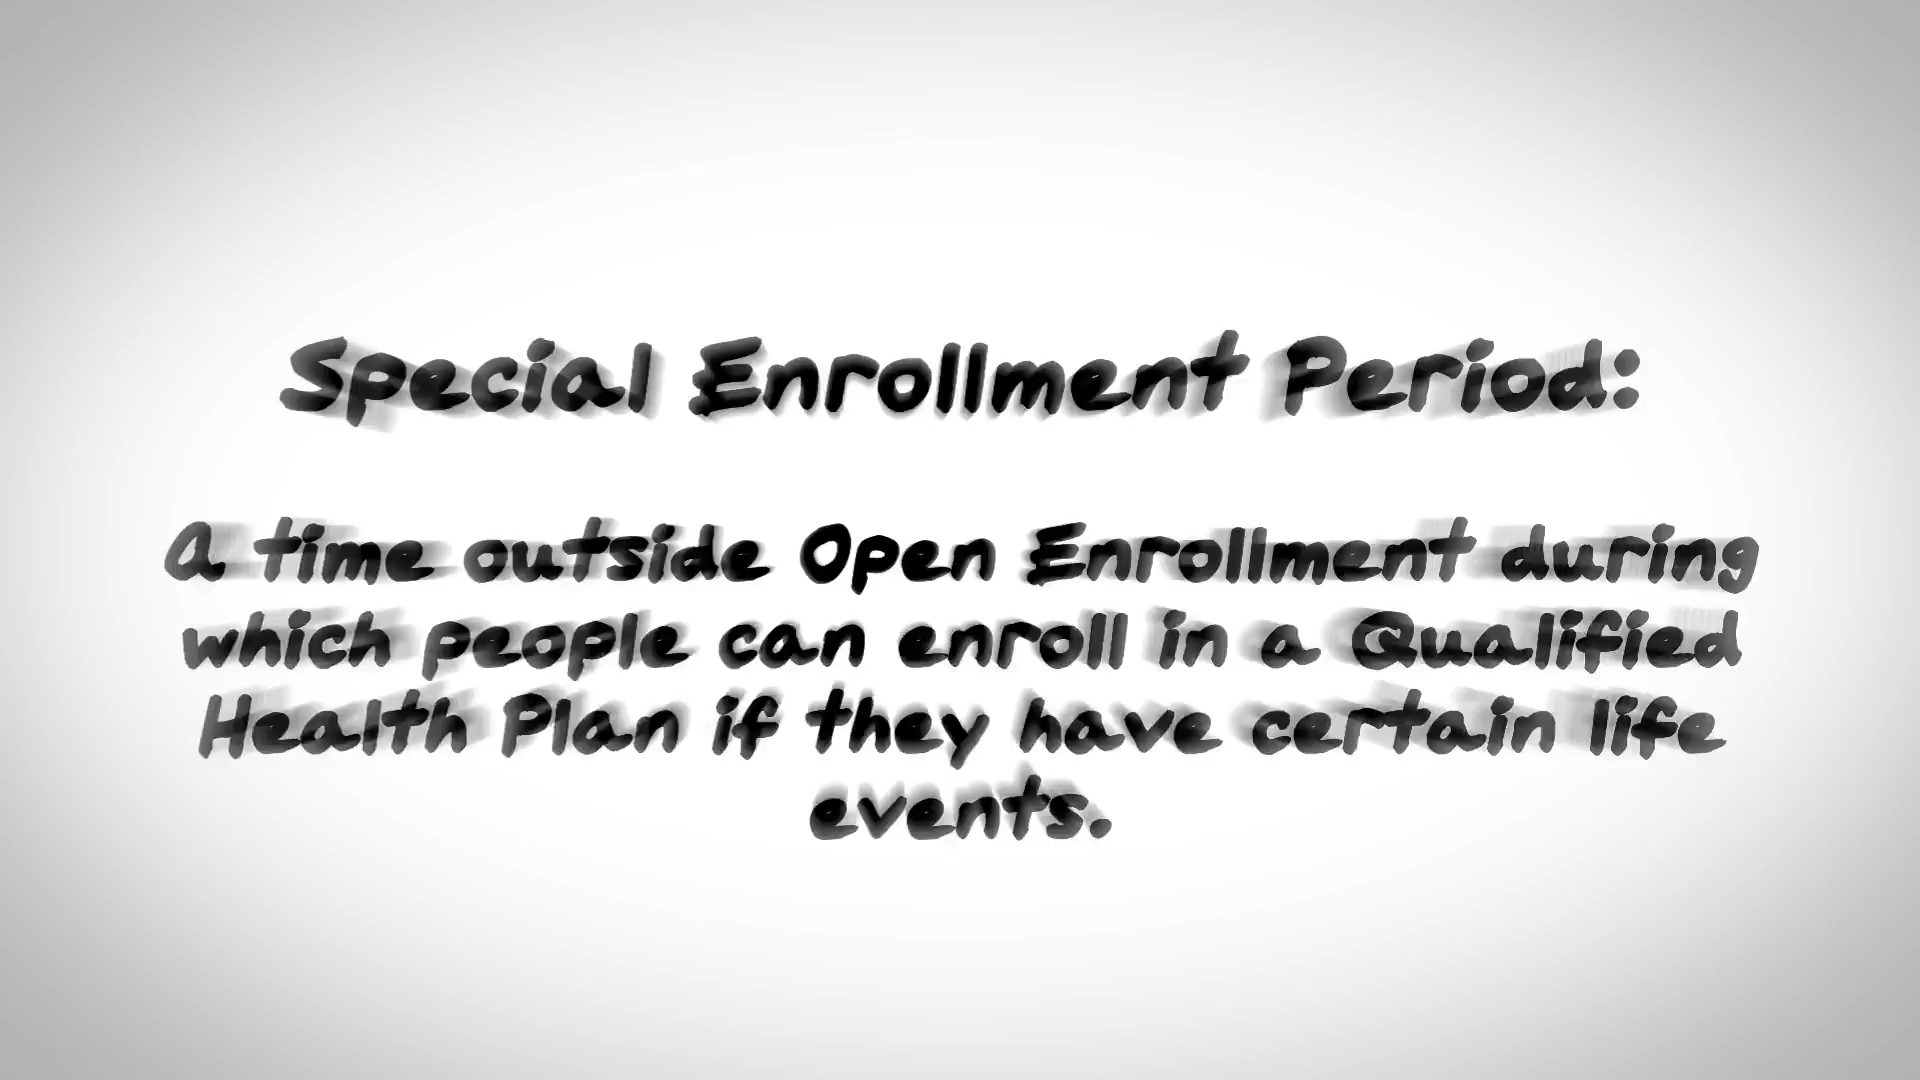 Special Enrollment Period:
A time outside Open Enrollment during
which people can enroll in a Qualified
Health Plan if they have certain life
events.